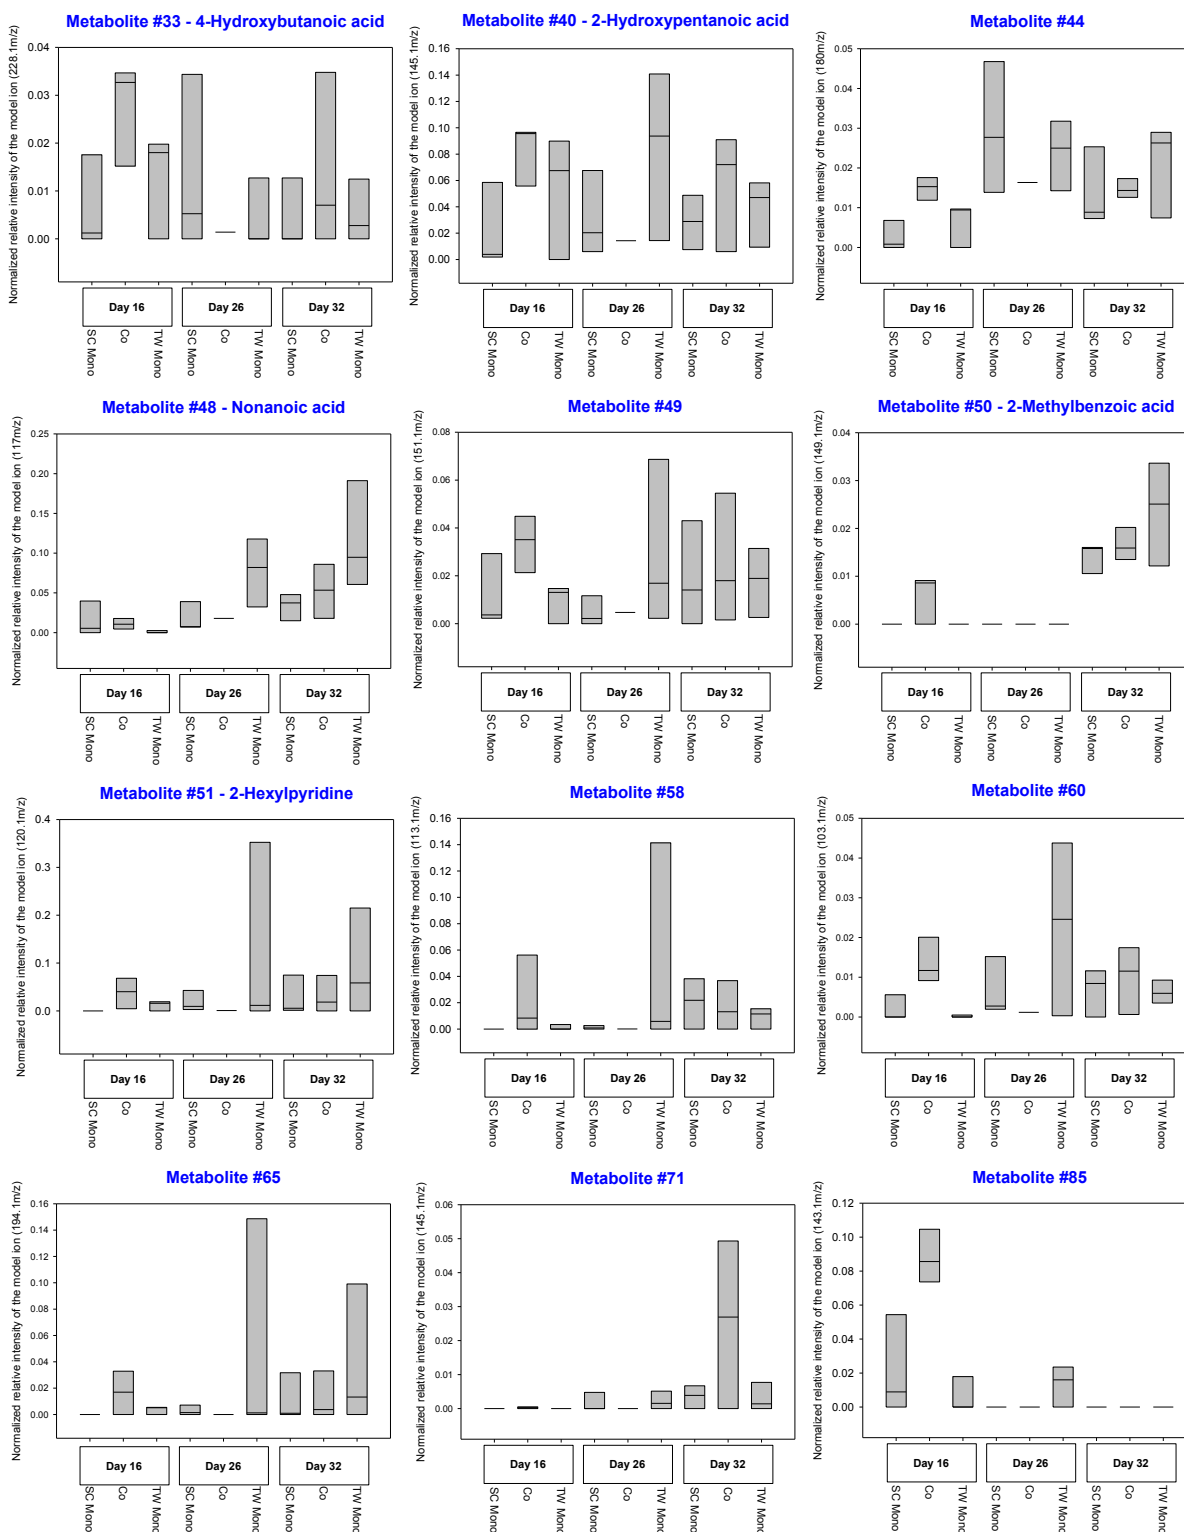 Metabolite #33 - 4-Hydroxybutanoic acid
Normalized relative intensity of the model ion (228.1m/z)
0.04
0.03
0.02
0.01
0.00
Day 16
Day 26
Day 32
SC Mono
Co
TW Mono
SC Mono
Co
TW Mono
SC Mono
Co
TW Mono
Metabolite #40 - 2-Hydroxypentanoic acid
Normalized relative intensity of the model ion (145.1m/z)
0.16
0.14
0.12
0.10
0.08
0.06
0.04
0.02
0.00
Day 16
Day 26
Day 32
SC Mono
Co
TW Mono
SC Mono
Co
TW Mono
SC Mono
Co
TW Mono
Metabolite #44
Normalized relative intensity of the model ion (180m/z)
0.05
0.04
0.03
0.02
0.01
0.00
Day 16
Day 26
Day 32
SC Mono
Co
TW Mono
SC Mono
Co
TW Mono
SC Mono
Co
TW Mono
Metabolite #48 - Nonanoic acid
Normalized relative intensity of the model ion (117m/z)
0.25
0.20
0.15
0.10
0.05
0.00
Day 16
Day 26
Day 32
SC Mono
Co
TW Mono
SC Mono
Co
TW Mono
SC Mono
Co
TW Mono
Metabolite #49
Normalized relative intensity of the model ion (151.1m/z)
0.08
0.06
0.04
0.02
0.00
Day 16
Day 26
Day 32
SC Mono
Co
TW Mono
SC Mono
Co
TW Mono
SC Mono
Co
TW Mono
Metabolite #50 - 2-Methylbenzoic acid
Normalized relative intensity of the model ion (149.1m/z)
0.04
0.03
0.02
0.01
0.00
Day 16
Day 26
Day 32
SC Mono
Co
TW Mono
SC Mono
Co
TW Mono
SC Mono
Co
TW Mono
Metabolite #51 - 2-Hexylpyridine
Normalized relative intensity of the model ion (120.1m/z)
0.4
0.3
0.2
0.1
0.0
Day 16
Day 26
Day 32
SC Mono
Co
TW Mono
SC Mono
Co
TW Mono
SC Mono
Co
TW Mono
Metabolite #58
Normalized relative intensity of the model ion (113.1m/z)
0.16
0.14
0.12
0.10
0.08
0.06
0.04
0.02
0.00
Day 16
Day 26
Day 32
SC Mono
Co
TW Mono
SC Mono
Co
TW Mono
SC Mono
Co
TW Mono
Metabolite #60
Normalized relative intensity of the model ion (103.1m/z)
0.05
0.04
0.03
0.02
0.01
0.00
Day 16
Day 26
Day 32
SC Mono
Co
TW Mono
SC Mono
Co
TW Mono
SC Mono
Co
TW Mono
Metabolite #65
Normalized relative intensity of the model ion (194.1m/z)
0.16
0.14
0.12
0.10
0.08
0.06
0.04
0.02
0.00
Day 16
Day 26
Day 32
SC Mono
Co
TW Mono
SC Mono
Co
TW Mono
SC Mono
Co
TW Mono
Metabolite #71
Normalized relative intensity of the model ion (145.1m/z)
0.06
0.05
0.04
0.03
0.02
0.01
0.00
Day 16
Day 26
Day 32
SC Mono
Co
TW Mono
SC Mono
Co
TW Mono
SC Mono
Co
TW Mono
Metabolite #85
Normalized relative intensity of the model ion (143.1m/z)
0.12
0.10
0.08
0.06
0.04
0.02
0.00
Day 16
Day 26
Day 32
SC Mono
Co
TW Mono
SC Mono
Co
TW Mono
SC Mono
Co
TW Mono